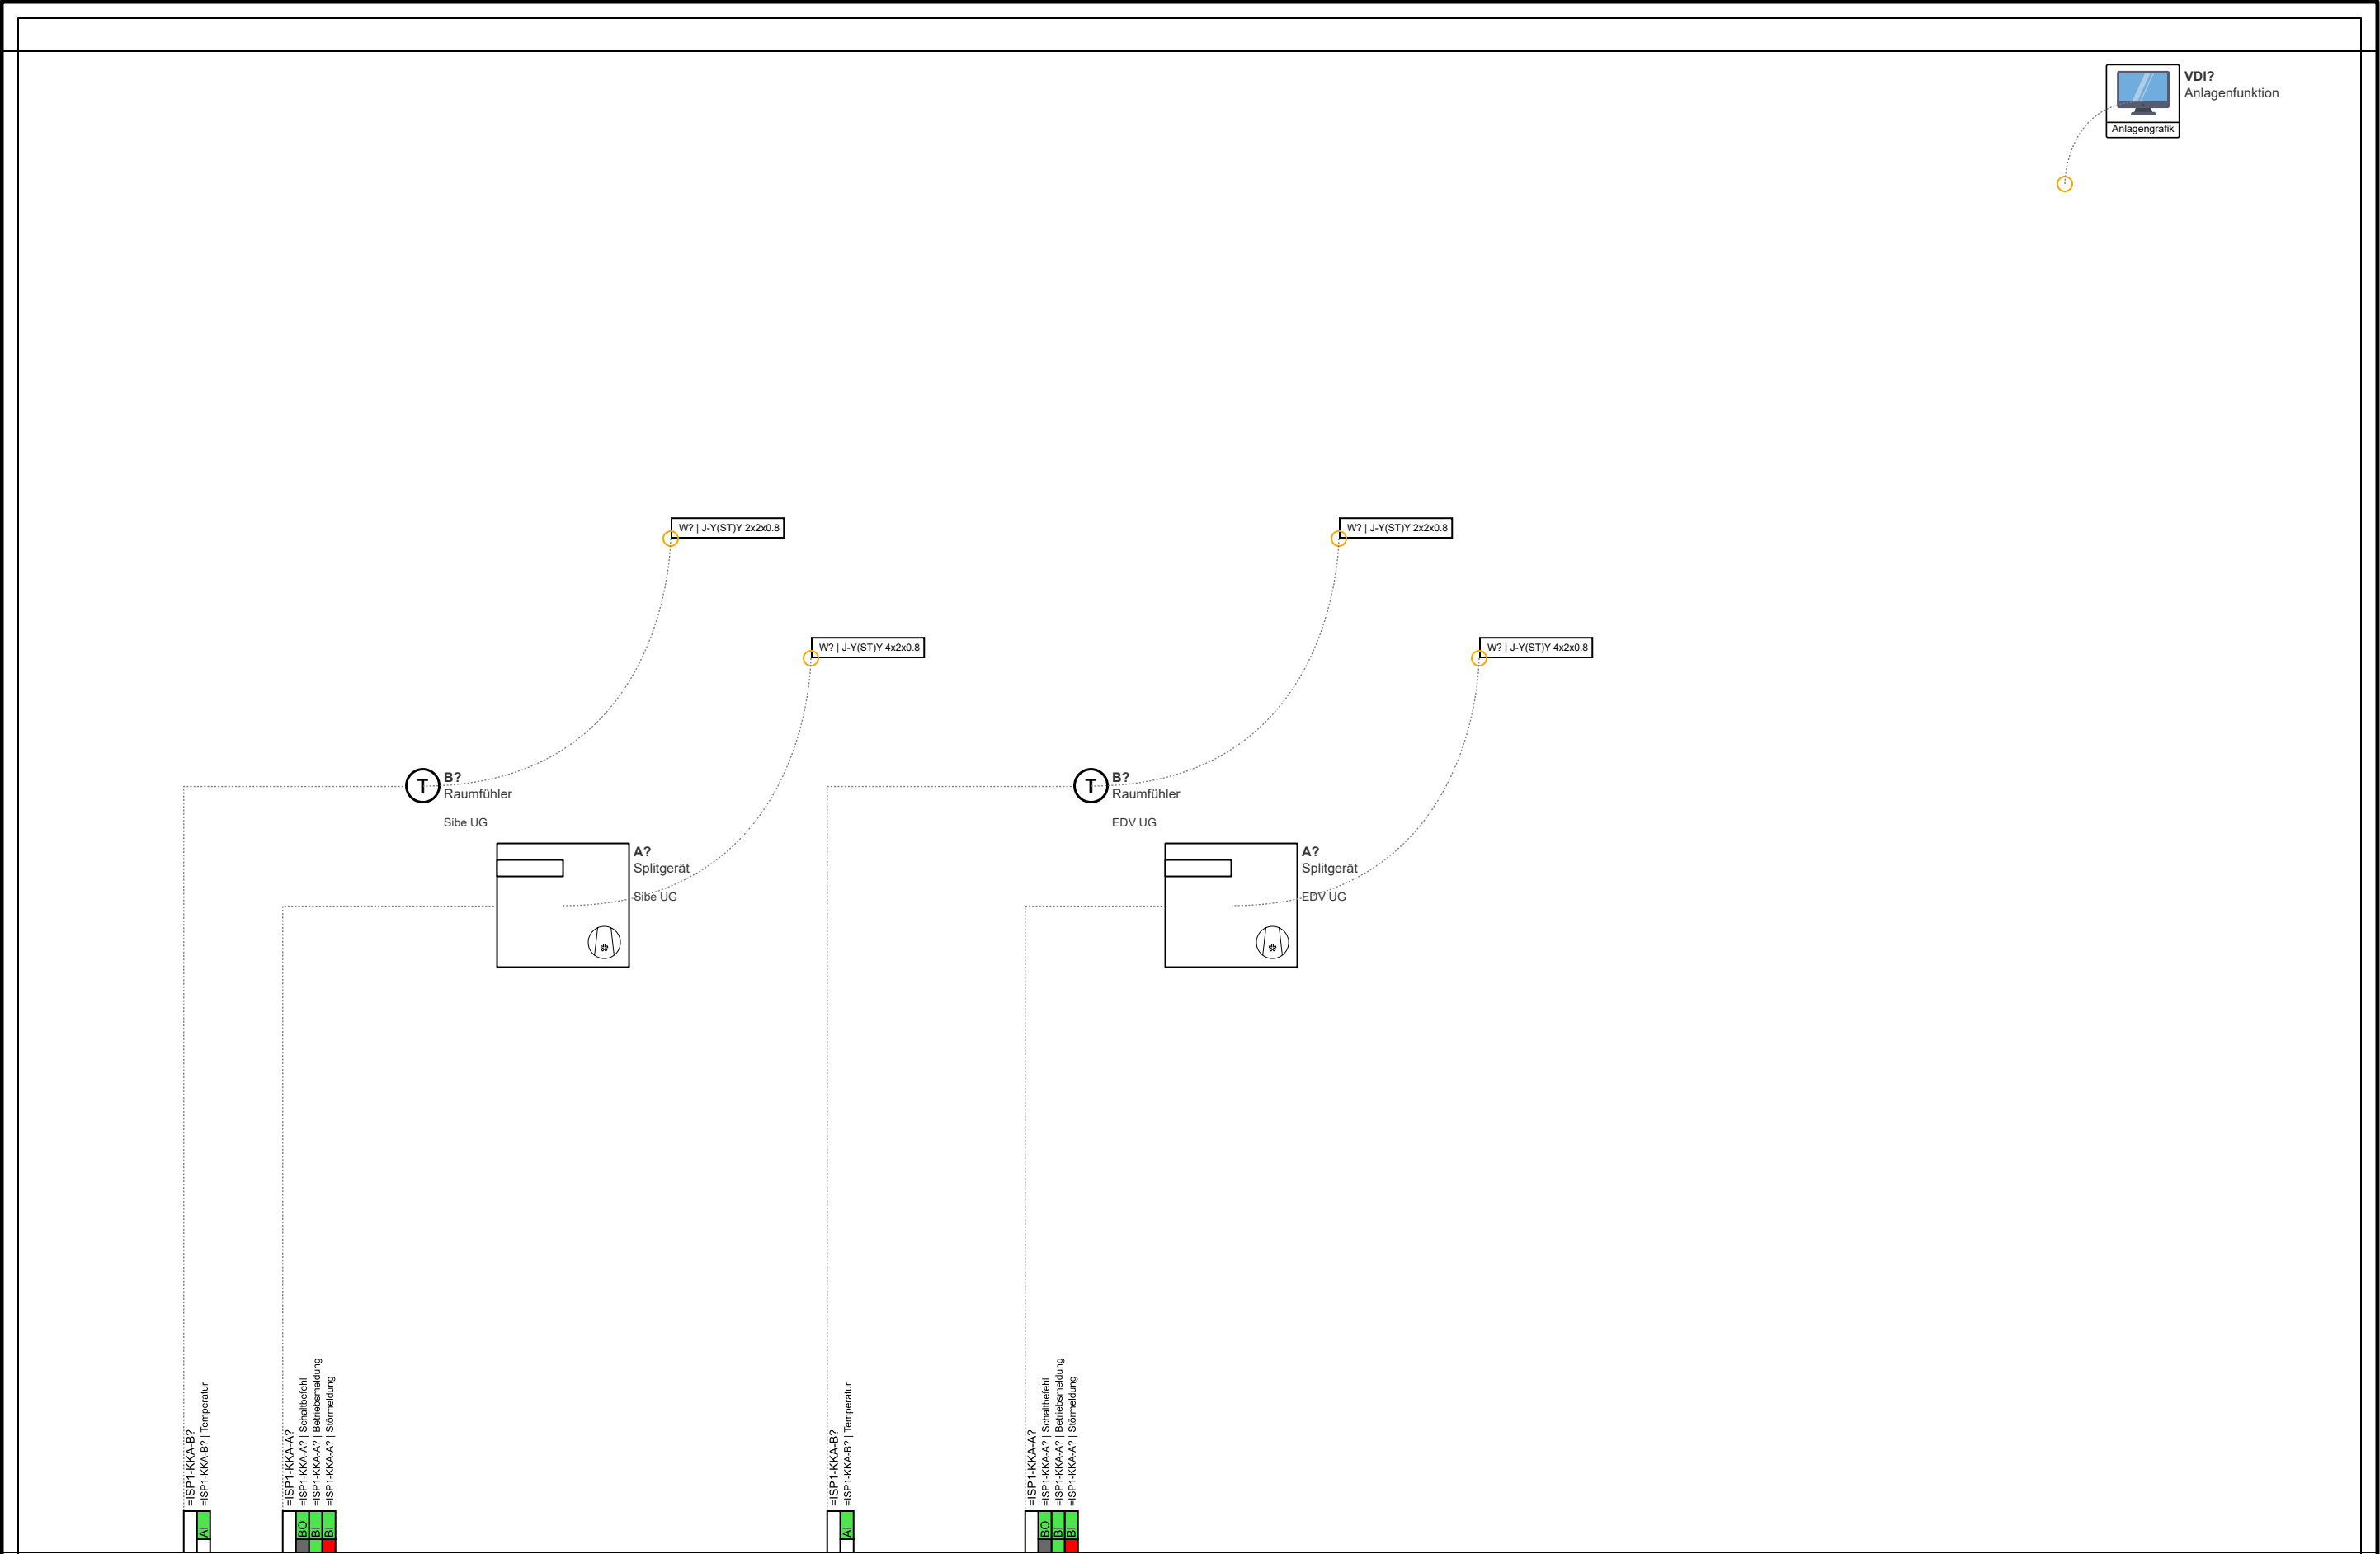 VDI?
Anlagenfunktion
Anlagengrafik
W? | J-Y(ST)Y 2x2x0.8
W? | J-Y(ST)Y 2x2x0.8
W? | J-Y(ST)Y 4x2x0.8
W? | J-Y(ST)Y 4x2x0.8
T
B?
Raumfühler
Sibe UG
T
B?
Raumfühler
EDV UG
A?
Splitgerät
Sibe UG
A?
Splitgerät
EDV UG
=ISP1-KKA-B?
=ISP1-KKA-B? | Temperatur
=ISP1-KKA-A?
=ISP1-KKA-A? | Schaltbefehl
=ISP1-KKA-A? | Betriebsmeldung
=ISP1-KKA-A? | Störmeldung
=ISP1-KKA-B?
=ISP1-KKA-B? | Temperatur
=ISP1-KKA-A?
=ISP1-KKA-A? | Schaltbefehl
=ISP1-KKA-A? | Betriebsmeldung
=ISP1-KKA-A? | Störmeldung
AI
BO
BI
BI
AI
BO
BI
BI